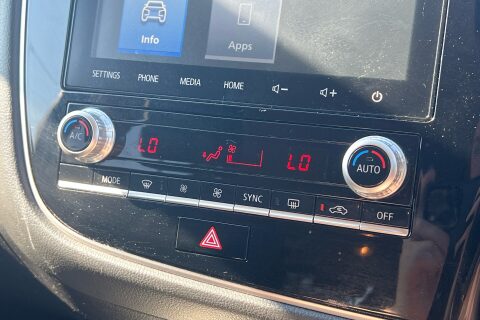 Info
Apps
SETTINGS PHONE MEDIA HOME
A/C LO LO AUTO
MODE SYNC OFF